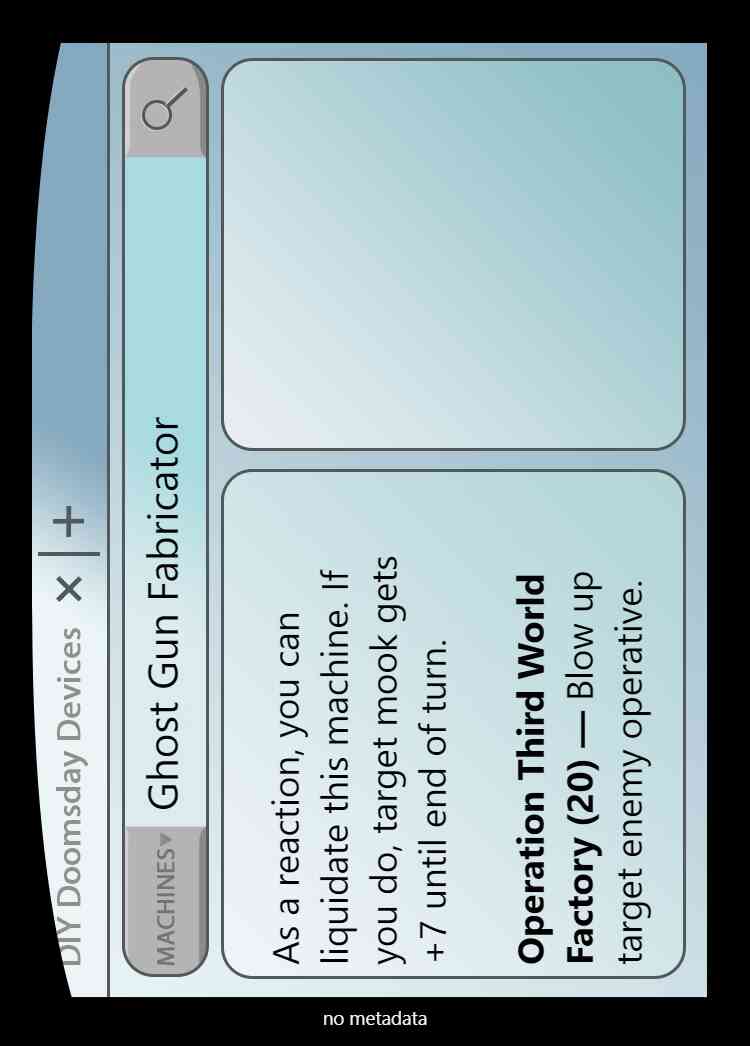 DIY Doomsday Devices × | +
MACHINES▾ Ghost Gun Fabricator
As a reaction, you can
liquidate this machine. If
you do, target mook gets
+7 until end of turn.
Operation Third World
Factory (20) — Blow up
target enemy operative.
no metadata